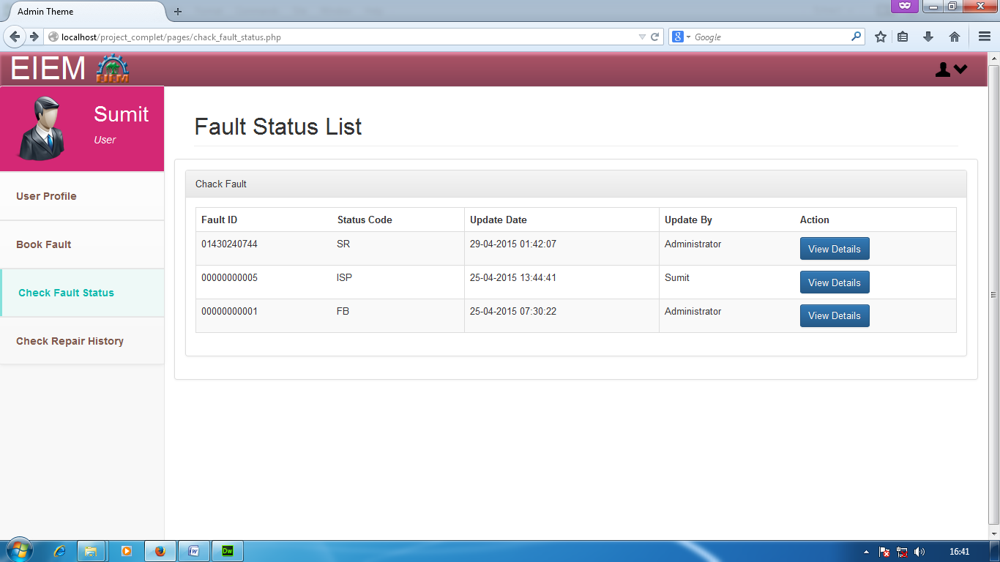 Admin Theme
localhost/project_complet/pages/chack_fault_status.php
8 Google
EIEM EIEM
Sumit
User
User Profile
Book Fault
Check Fault Status
Check Repair History
Fault Status List
Chack Fault
Fault ID Status Code Update Date Update By Action
01430240744 SR 29-04-2015 01:42:07 Administrator View Details
00000000005 ISP 25-04-2015 13:44:41 Sumit View Details
00000000001 FB 25-04-2015 07:30:22 Administrator View Details
W Dw 16:41